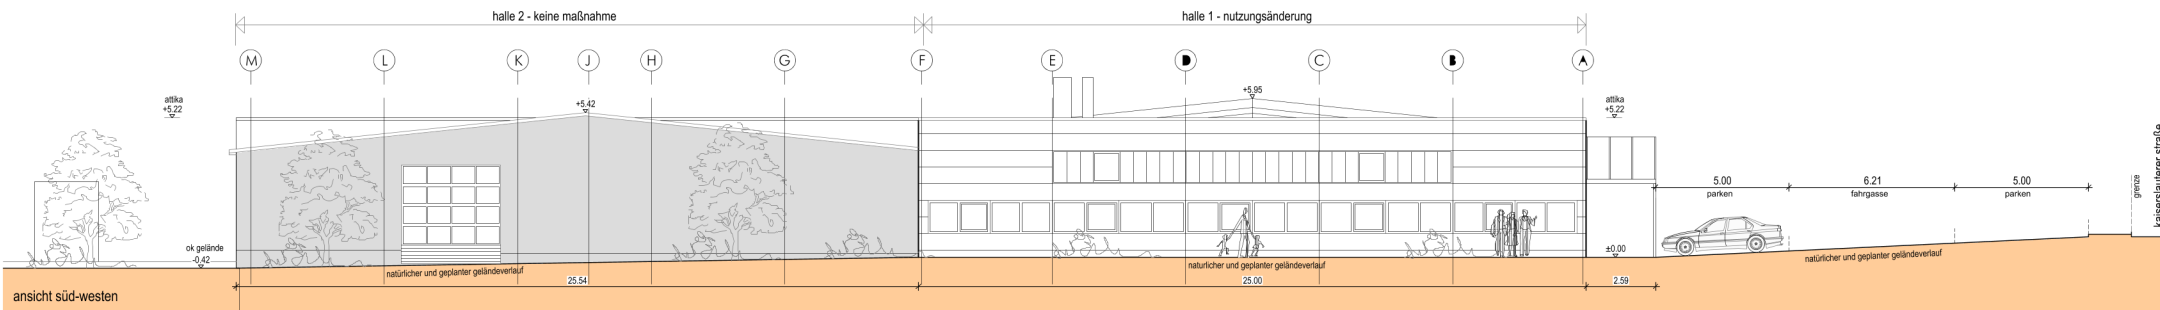 halle 2 - keine maßnahme
halle 1 - nutzungsänderung
M
L
K
J
H
G
F
E
D
C
B
A
attika
+5.22
+5.42
+5.95
attika
+5.22
kaiserslauterer straße
grenze
5.00
parken
6.21
fahrgasse
5.00
parken
ok gelände
-0.42
±0.00
natürlicher und geplanter geländeverlauf
natürlicher und geplanter geländeverlauf
natürlicher und geplanter geländeverlauf
25.54
25.00
2.59
ansicht süd-westen